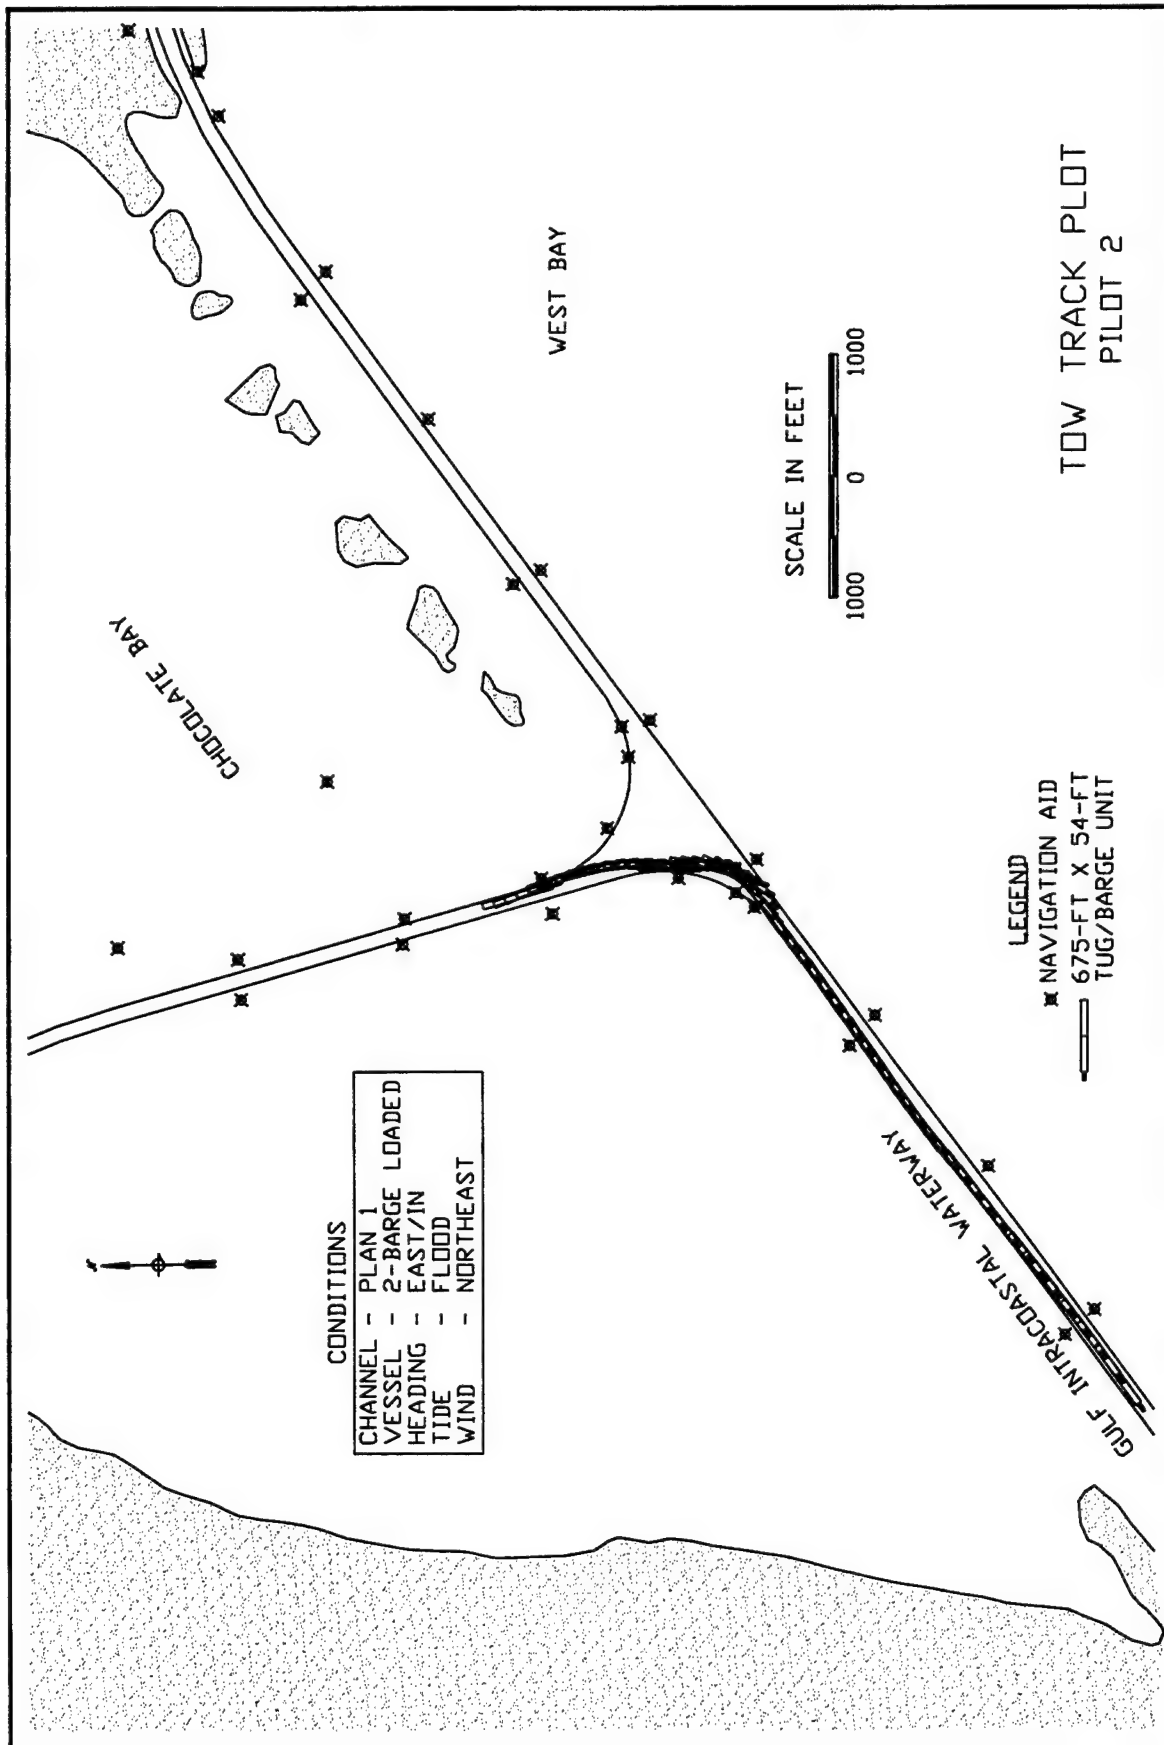 CHOCOLATE BAY
WEST BAY
GULF INTRACOASTAL WATERWAY
N
CONDITIONS
CHANNEL - PLAN 1
VESSEL - 2-BARGE LOADED
HEADING - EAST/IN
TIDE - FLOOD
WIND - NORTHEAST
SCALE IN FEET
1000 0 1000
LEGEND
NAVIGATION AID
675-FT X 54-FT
TUG/BARGE UNIT
TOW TRACK PLOT
PILOT 2